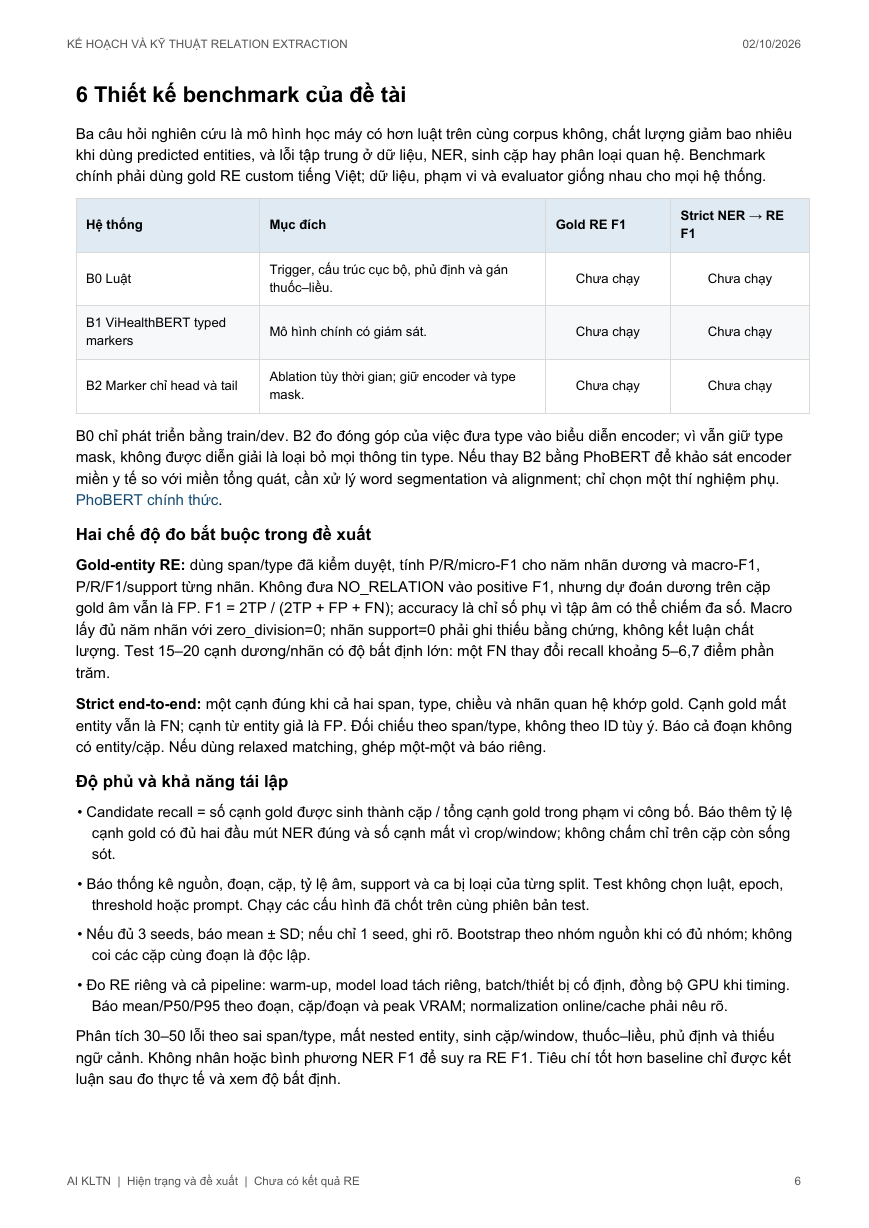 KẾ HOẠCH VÀ KỸ THUẬT RELATION EXTRACTION 02/10/2026
6 Thiết kế benchmark của đề tài
Ba câu hỏi nghiên cứu là mô hình học máy có hơn luật trên cùng corpus không, chất lượng giảm bao nhiêu
khi dùng predicted entities, và lỗi tập trung ở dữ liệu, NER, sinh cặp hay phân loại quan hệ. Benchmark
chính phải dùng gold RE custom tiếng Việt; dữ liệu, phạm vi và evaluator giống nhau cho mọi hệ thống.
Hệ thống Mục đích Gold RE F1 Strict NER → RE
F1
B0 Luật Trigger, cấu trúc cục bộ, phủ định và gán
thuốc–liều. Chưa chạy Chưa chạy
B1 ViHealthBERT typed
markers Mô hình chính có giám sát. Chưa chạy Chưa chạy
B2 Marker chỉ head và tail Ablation tùy thời gian; giữ encoder và type
mask. Chưa chạy Chưa chạy
B0 chỉ phát triển bằng train/dev. B2 đo đóng góp của việc đưa type vào biểu diễn encoder; vì vẫn giữ type
mask, không được diễn giải là loại bỏ mọi thông tin type. Nếu thay B2 bằng PhoBERT để khảo sát encoder
miền y tế so với miền tổng quát, cần xử lý word segmentation và alignment; chỉ chọn một thí nghiệm phụ.
PhoBERT chính thức.
Hai chế độ đo bắt buộc trong đề xuất
Gold-entity RE: dùng span/type đã kiểm duyệt, tính P/R/micro-F1 cho năm nhãn dương và macro-F1,
P/R/F1/support từng nhãn. Không đưa NO_RELATION vào positive F1, nhưng dự đoán dương trên cặp
gold âm vẫn là FP. F1 = 2TP / (2TP + FP + FN); accuracy là chỉ số phụ vì tập âm có thể chiếm đa số. Macro
lấy đủ năm nhãn với zero_division=0; nhãn support=0 phải ghi thiếu bằng chứng, không kết luận chất
lượng. Test 15–20 cạnh dương/nhãn có độ bất định lớn: một FN thay đổi recall khoảng 5–6,7 điểm phần
trăm.
Strict end-to-end: một cạnh đúng khi cả hai span, type, chiều và nhãn quan hệ khớp gold. Cạnh gold mất
entity vẫn là FN; cạnh từ entity giả là FP. Đối chiếu theo span/type, không theo ID tùy ý. Báo cả đoạn không
có entity/cặp. Nếu dùng relaxed matching, ghép một-một và báo riêng.
Độ phủ và khả năng tái lập
• Candidate recall = số cạnh gold được sinh thành cặp / tổng cạnh gold trong phạm vi công bố. Báo thêm tỷ lệ
cạnh gold có đủ hai đầu mút NER đúng và số cạnh mất vì crop/window; không chấm chỉ trên cặp còn sống
sót.
• Báo thống kê nguồn, đoạn, cặp, tỷ lệ âm, support và ca bị loại của từng split. Test không chọn luật, epoch,
threshold hoặc prompt. Chạy các cấu hình đã chốt trên cùng phiên bản test.
• Nếu đủ 3 seeds, báo mean ± SD; nếu chỉ 1 seed, ghi rõ. Bootstrap theo nhóm nguồn khi có đủ nhóm; không
coi các cặp cùng đoạn là độc lập.
• Đo RE riêng và cả pipeline: warm-up, model load tách riêng, batch/thiết bị cố định, đồng bộ GPU khi timing.
Báo mean/P50/P95 theo đoạn, cặp/đoạn và peak VRAM; normalization online/cache phải nêu rõ.
Phân tích 30–50 lỗi theo sai span/type, mất nested entity, sinh cặp/window, thuốc–liều, phủ định và thiếu
ngữ cảnh. Không nhân hoặc bình phương NER F1 để suy ra RE F1. Tiêu chí tốt hơn baseline chỉ được kết
luận sau đo thực tế và xem độ bất định.
AI KLTN | Hiện trạng và đề xuất | Chưa có kết quả RE 6